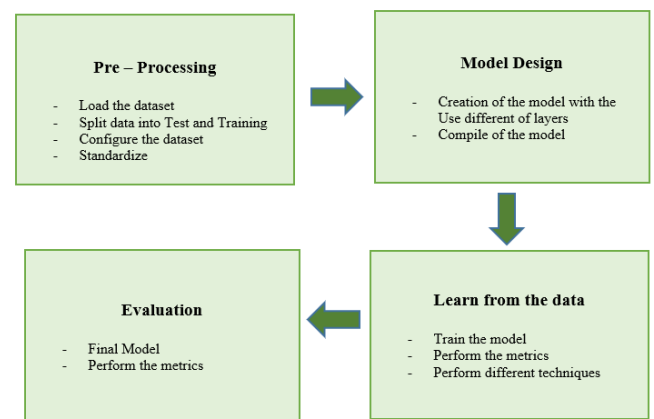 Pre – Processing
- Load the dataset
- Split data into Test and Training
- Configure the dataset
- Standardize
Model Design
- Creation of the model with the
Use different of layers
- Compile of the model
Learn from the data
- Train the model
- Perform the metrics
- Perform different techniques
Evaluation
- Final Model
- Perform the metrics